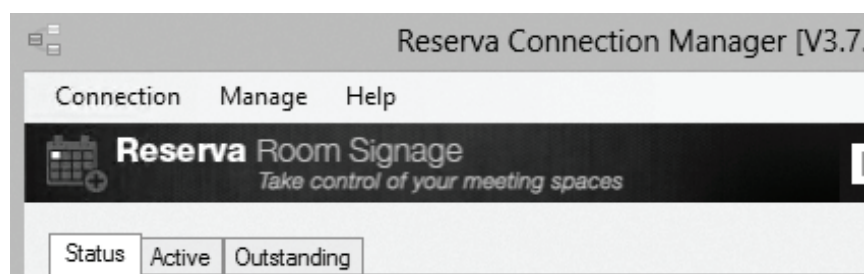 Reserva Connection Manager [V3.7.
Connection Manage Help
Reserva Room Signage
Take control of your meeting spaces
Status Active Outstanding